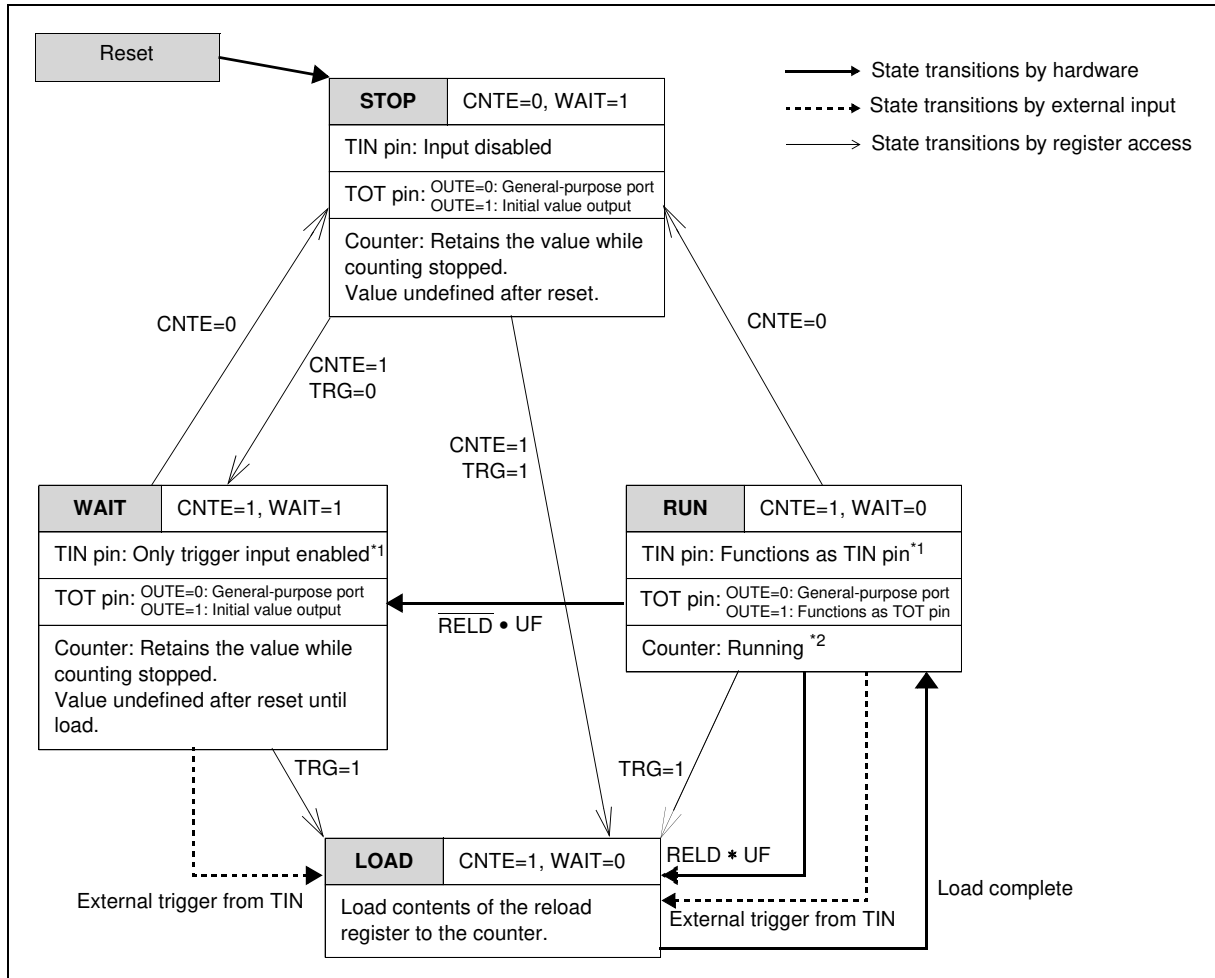 Reset
State transitions by hardware
State transitions by external input
State transitions by register access
STOP
CNTE=0, WAIT=1
TIN pin: Input disabled
TOT pin: OUTE=0: General-purpose port
OUTE=1: Initial value output
Counter: Retains the value while
counting stopped.
Value undefined after reset.
CNTE=0
CNTE=1
TRG=0
CNTE=1
TRG=1
CNTE=0
WAIT
CNTE=1, WAIT=1
TIN pin: Only trigger input enabled*1
TOT pin: OUTE=0: General-purpose port
OUTE=1: Initial value output
Counter: Retains the value while
counting stopped.
Value undefined after reset until
load.
R̅E̅L̅D̅ • UF
RUN
CNTE=1, WAIT=0
TIN pin: Functions as TIN pin*1
TOT pin: OUTE=0: General-purpose port
OUTE=1: Functions as TOT pin
Counter: Running *2
TRG=1
TRG=1
External trigger from TIN
LOAD
CNTE=1, WAIT=0
Load contents of the reload
register to the counter.
RELD * UF
External trigger from TIN
Load complete